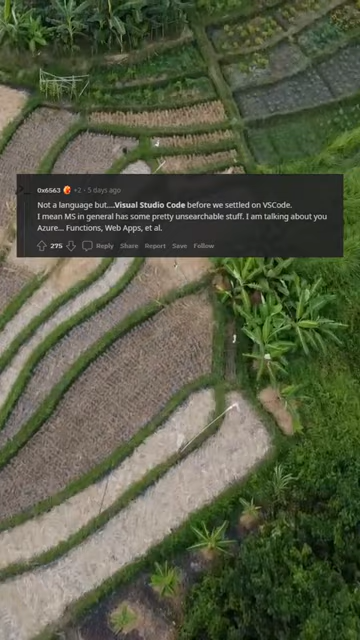 0x6563 +2 · 5 days ago
Not a language but....Visual Studio Code before we settled on VSCode.
I mean MS in general has some pretty unsearchable stuff. I am talking about you
Azure... Functions, Web Apps, et al.
275 Reply Share Report Save Follow